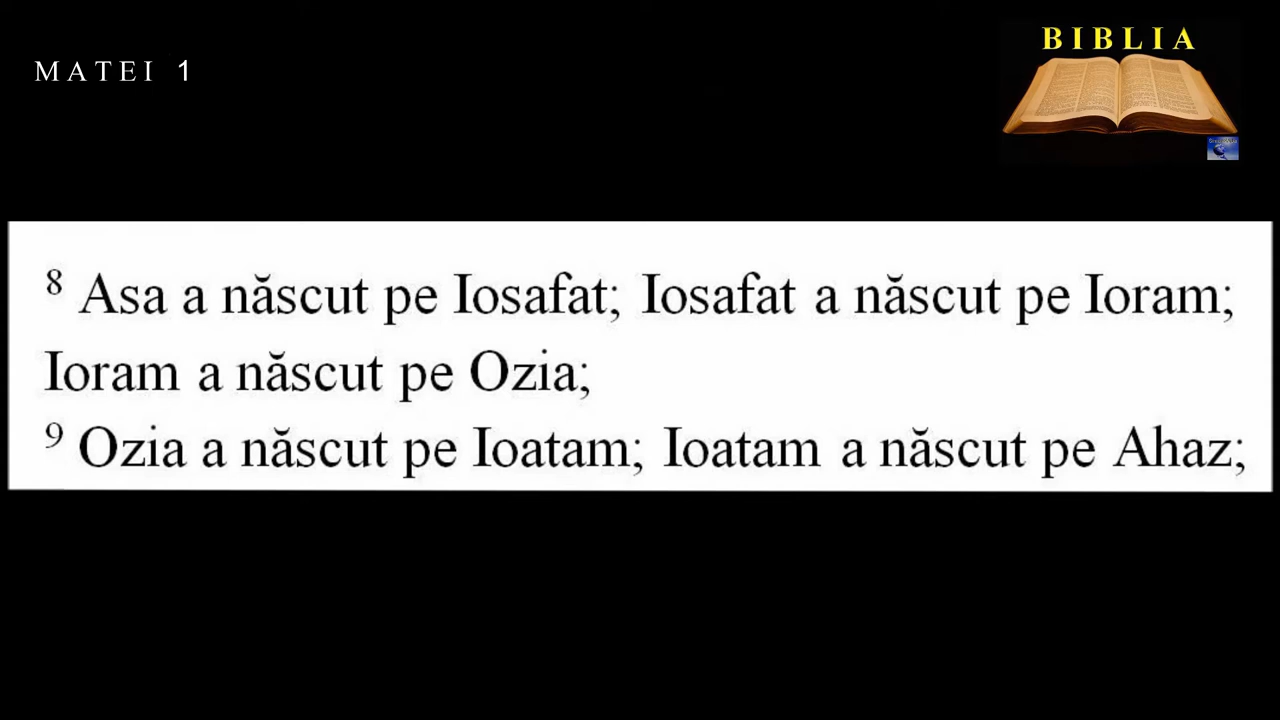 BIBLIA
MATEI 1
8 Asa a născut pe Iosafat; Iosafat a născut pe Ioram;
Ioram a născut pe Ozia;
9 Ozia a născut pe Ioatam; Ioatam a născut pe Ahaz;